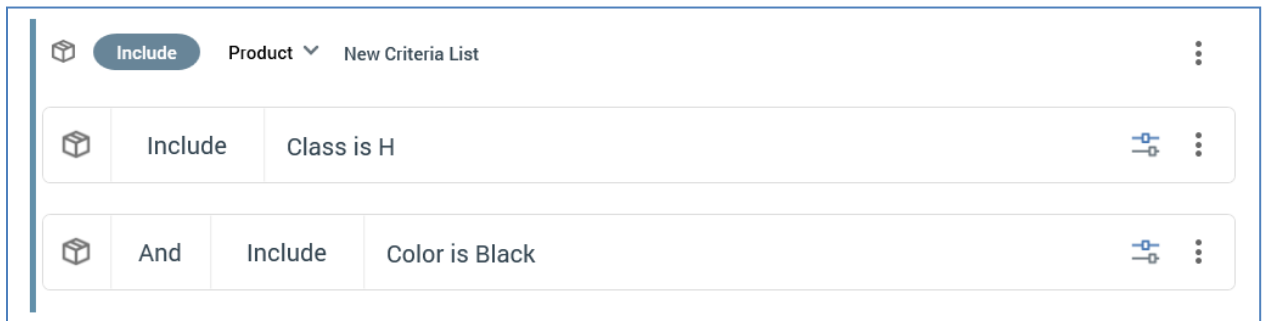 Include Product New Criteria List
Include Class is H
And Include Color is Black